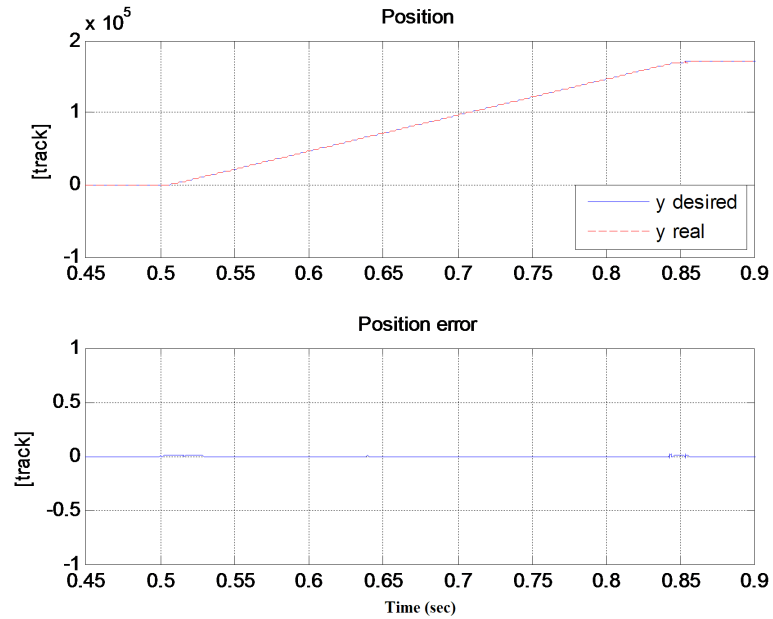 x 10⁵
Position
2
1
0
-1
[track]
y desired
y real
0.45 0.5 0.55 0.6 0.65 0.7 0.75 0.8 0.85 0.9
Position error
1
0.5
0
-0.5
-1
[track]
0.45 0.5 0.55 0.6 0.65 0.7 0.75 0.8 0.85 0.9
Time (sec)